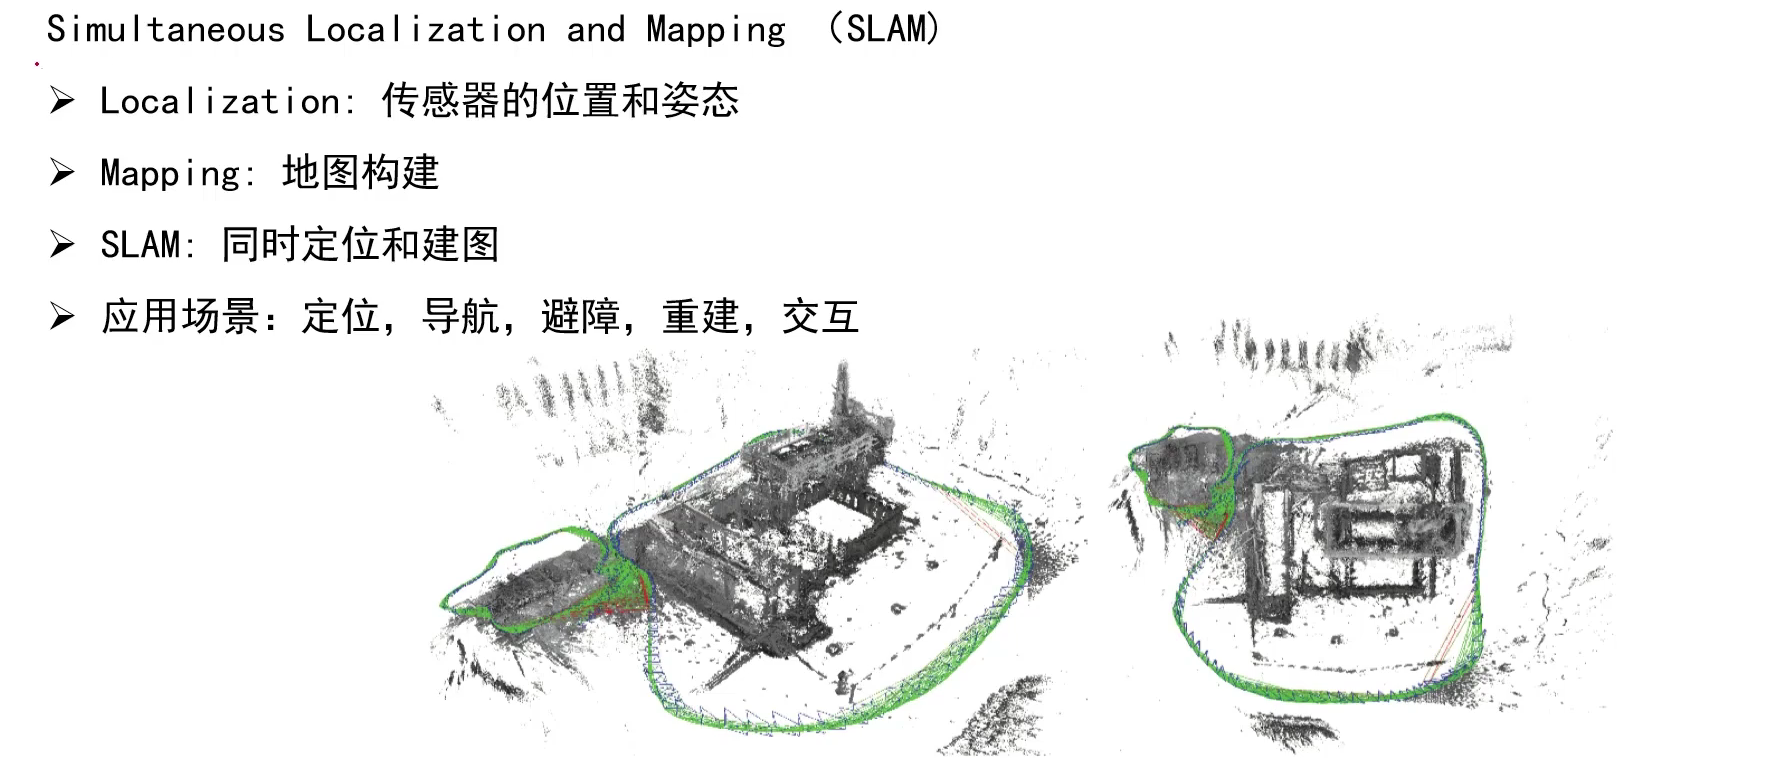 Simultaneous Localization and Mapping （SLAM)
Localization: 传感器的位置和姿态
Mapping: 地图构建
SLAM: 同时定位和建图
应用场景：定位，导航，避障，重建，交互